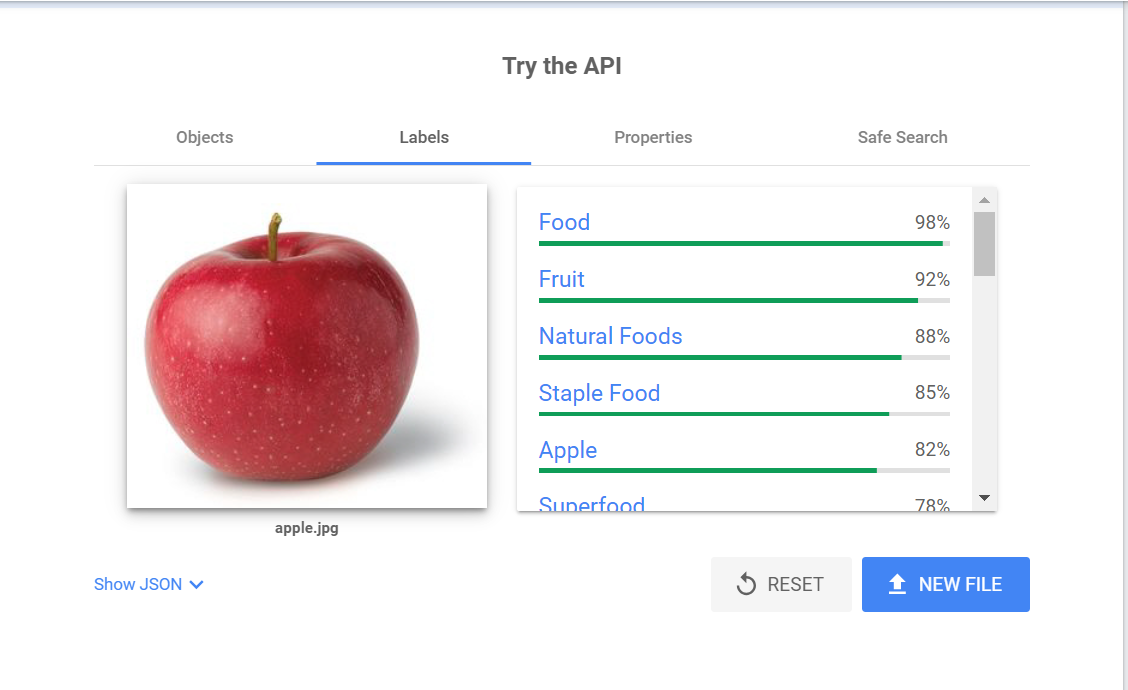 Try the API
Objects Labels Properties Safe Search
Food 98%
Fruit 92%
Natural Foods 88%
Staple Food 85%
Apple 82%
Superfood 78%
apple.jpg
Show JSON RESET NEW FILE